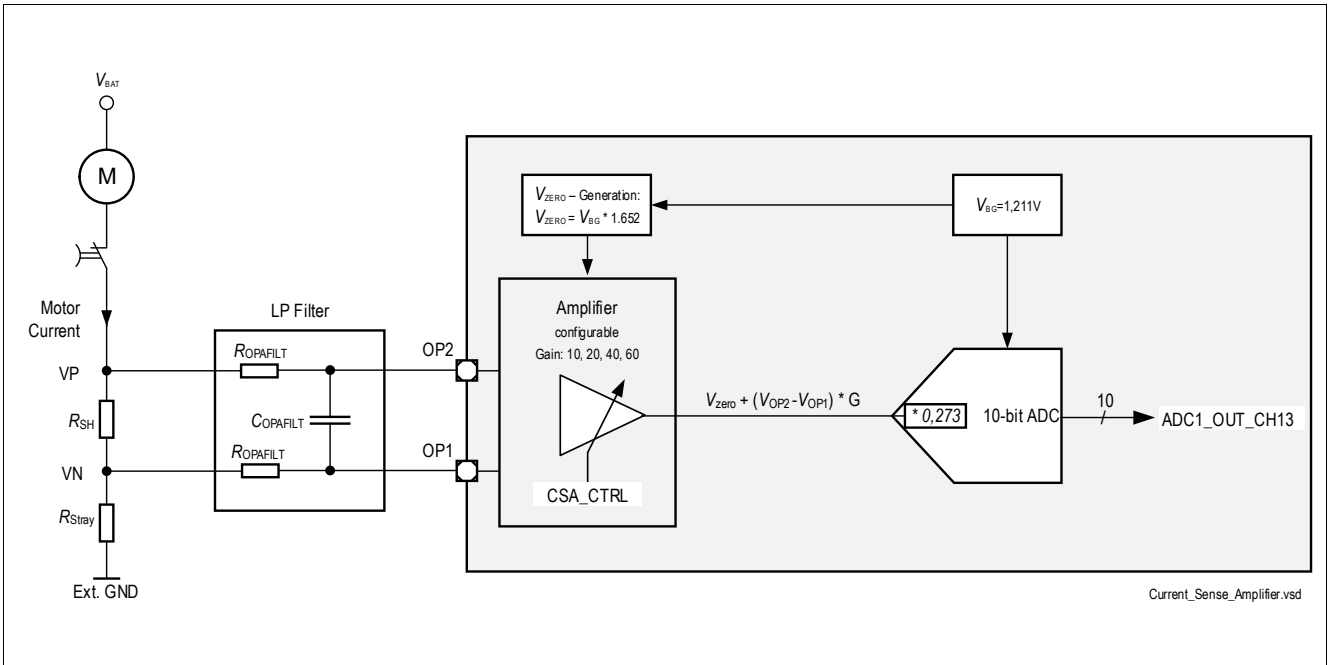 VBAT
M
Motor
Current
VP
RSH
VN
RStray
Ext. GND
LP Filter
ROPAFILT
COPAFILT
ROPAFILT
OP2
OP1
VZERO – Generation:
VZERO = VBG * 1.652
VBG=1,211V
Amplifier
configurable
Gain: 10, 20, 40, 60
CSA_CTRL
Vzero + (VOP2-VOP1) * G
* 0,273
10-bit ADC
10
ADC1_OUT_CH13
Current_Sense_Amplifier.vsd